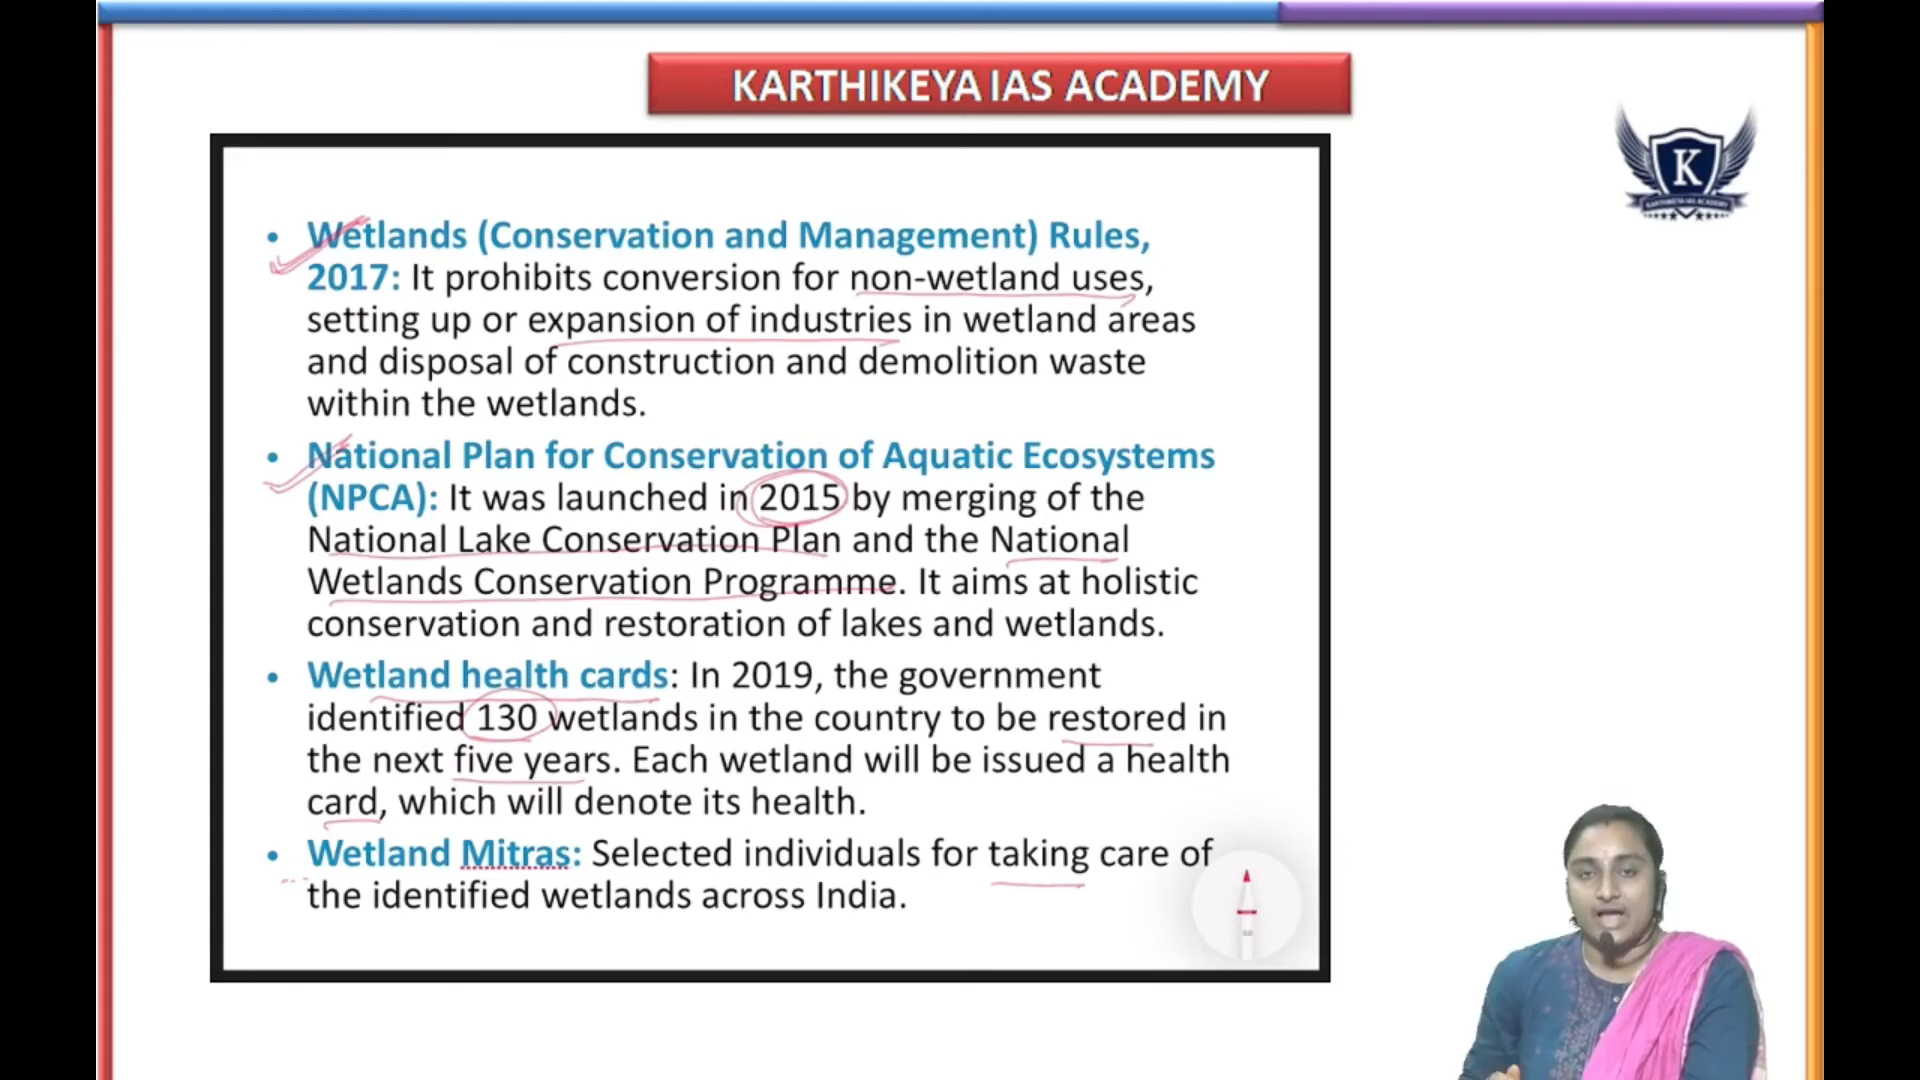 KARTHIKEYA IAS ACADEMY
K
KARTHIKEYA IAS ACADEMY
• Wetlands (Conservation and Management) Rules,
2017: It prohibits conversion for non-wetland uses,
setting up or expansion of industries in wetland areas
and disposal of construction and demolition waste
within the wetlands.
• National Plan for Conservation of Aquatic Ecosystems
(NPCA): It was launched in 2015 by merging of the
National Lake Conservation Plan and the National
Wetlands Conservation Programme. It aims at holistic
conservation and restoration of lakes and wetlands.
• Wetland health cards: In 2019, the government
identified 130 wetlands in the country to be restored in
the next five years. Each wetland will be issued a health
card, which will denote its health.
• Wetland Mitras: Selected individuals for taking care of
the identified wetlands across India.